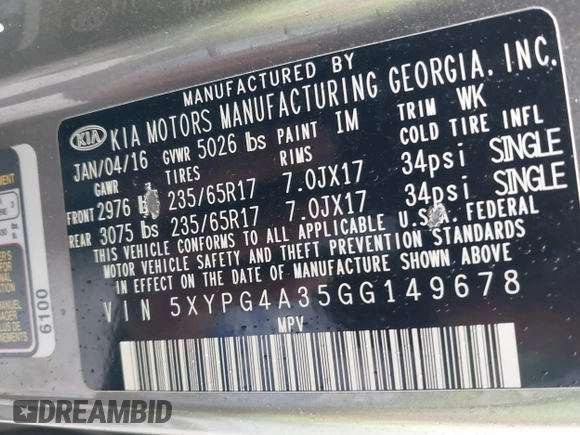 MANUFACTURED BY
KIA KIA MOTORS MANUFACTURING GEORGIA, INC.
JAN/04/16 GVWR 5026 lbs PAINT IM TRIM WK
GAWR TIRES RIMS COLD TIRE INFL
FRONT 2976 235/65R17 7.0JX17 34psi SINGLE
REAR 3075 lbs 235/65R17 7.0JX17 34psi SINGLE
THIS VEHICLE CONFORMS TO ALL APPLICABLE U.S.A. FEDERAL
MOTOR VEHICLE SAFETY AND THEFT PREVENTION STANDARDS
IN EFFECT ON THE DATE OF MANUFACTURE SHOWN ABOVE
VIN 5XYPG4A35GG149678
MPV
6100
DREAMBID